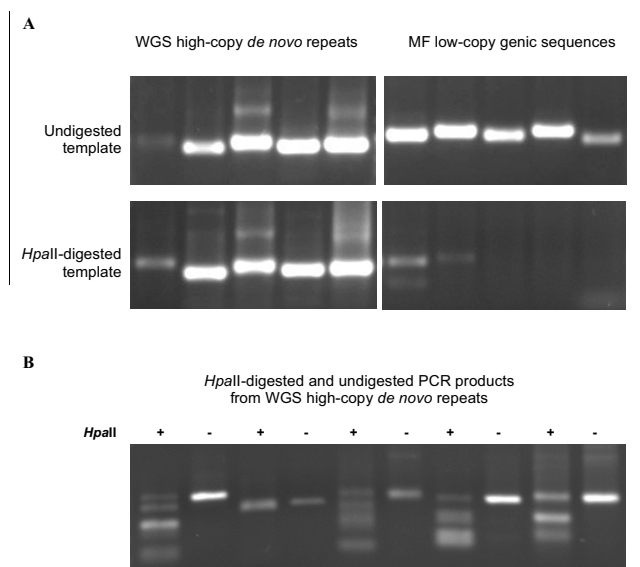 A
WGS high-copy de novo repeats
MF low-copy genic sequences
Undigested
template
HpaII-digested
template
B
HpaII-digested and undigested PCR products
from WGS high-copy de novo repeats
HpaII + - + - + - + - + -